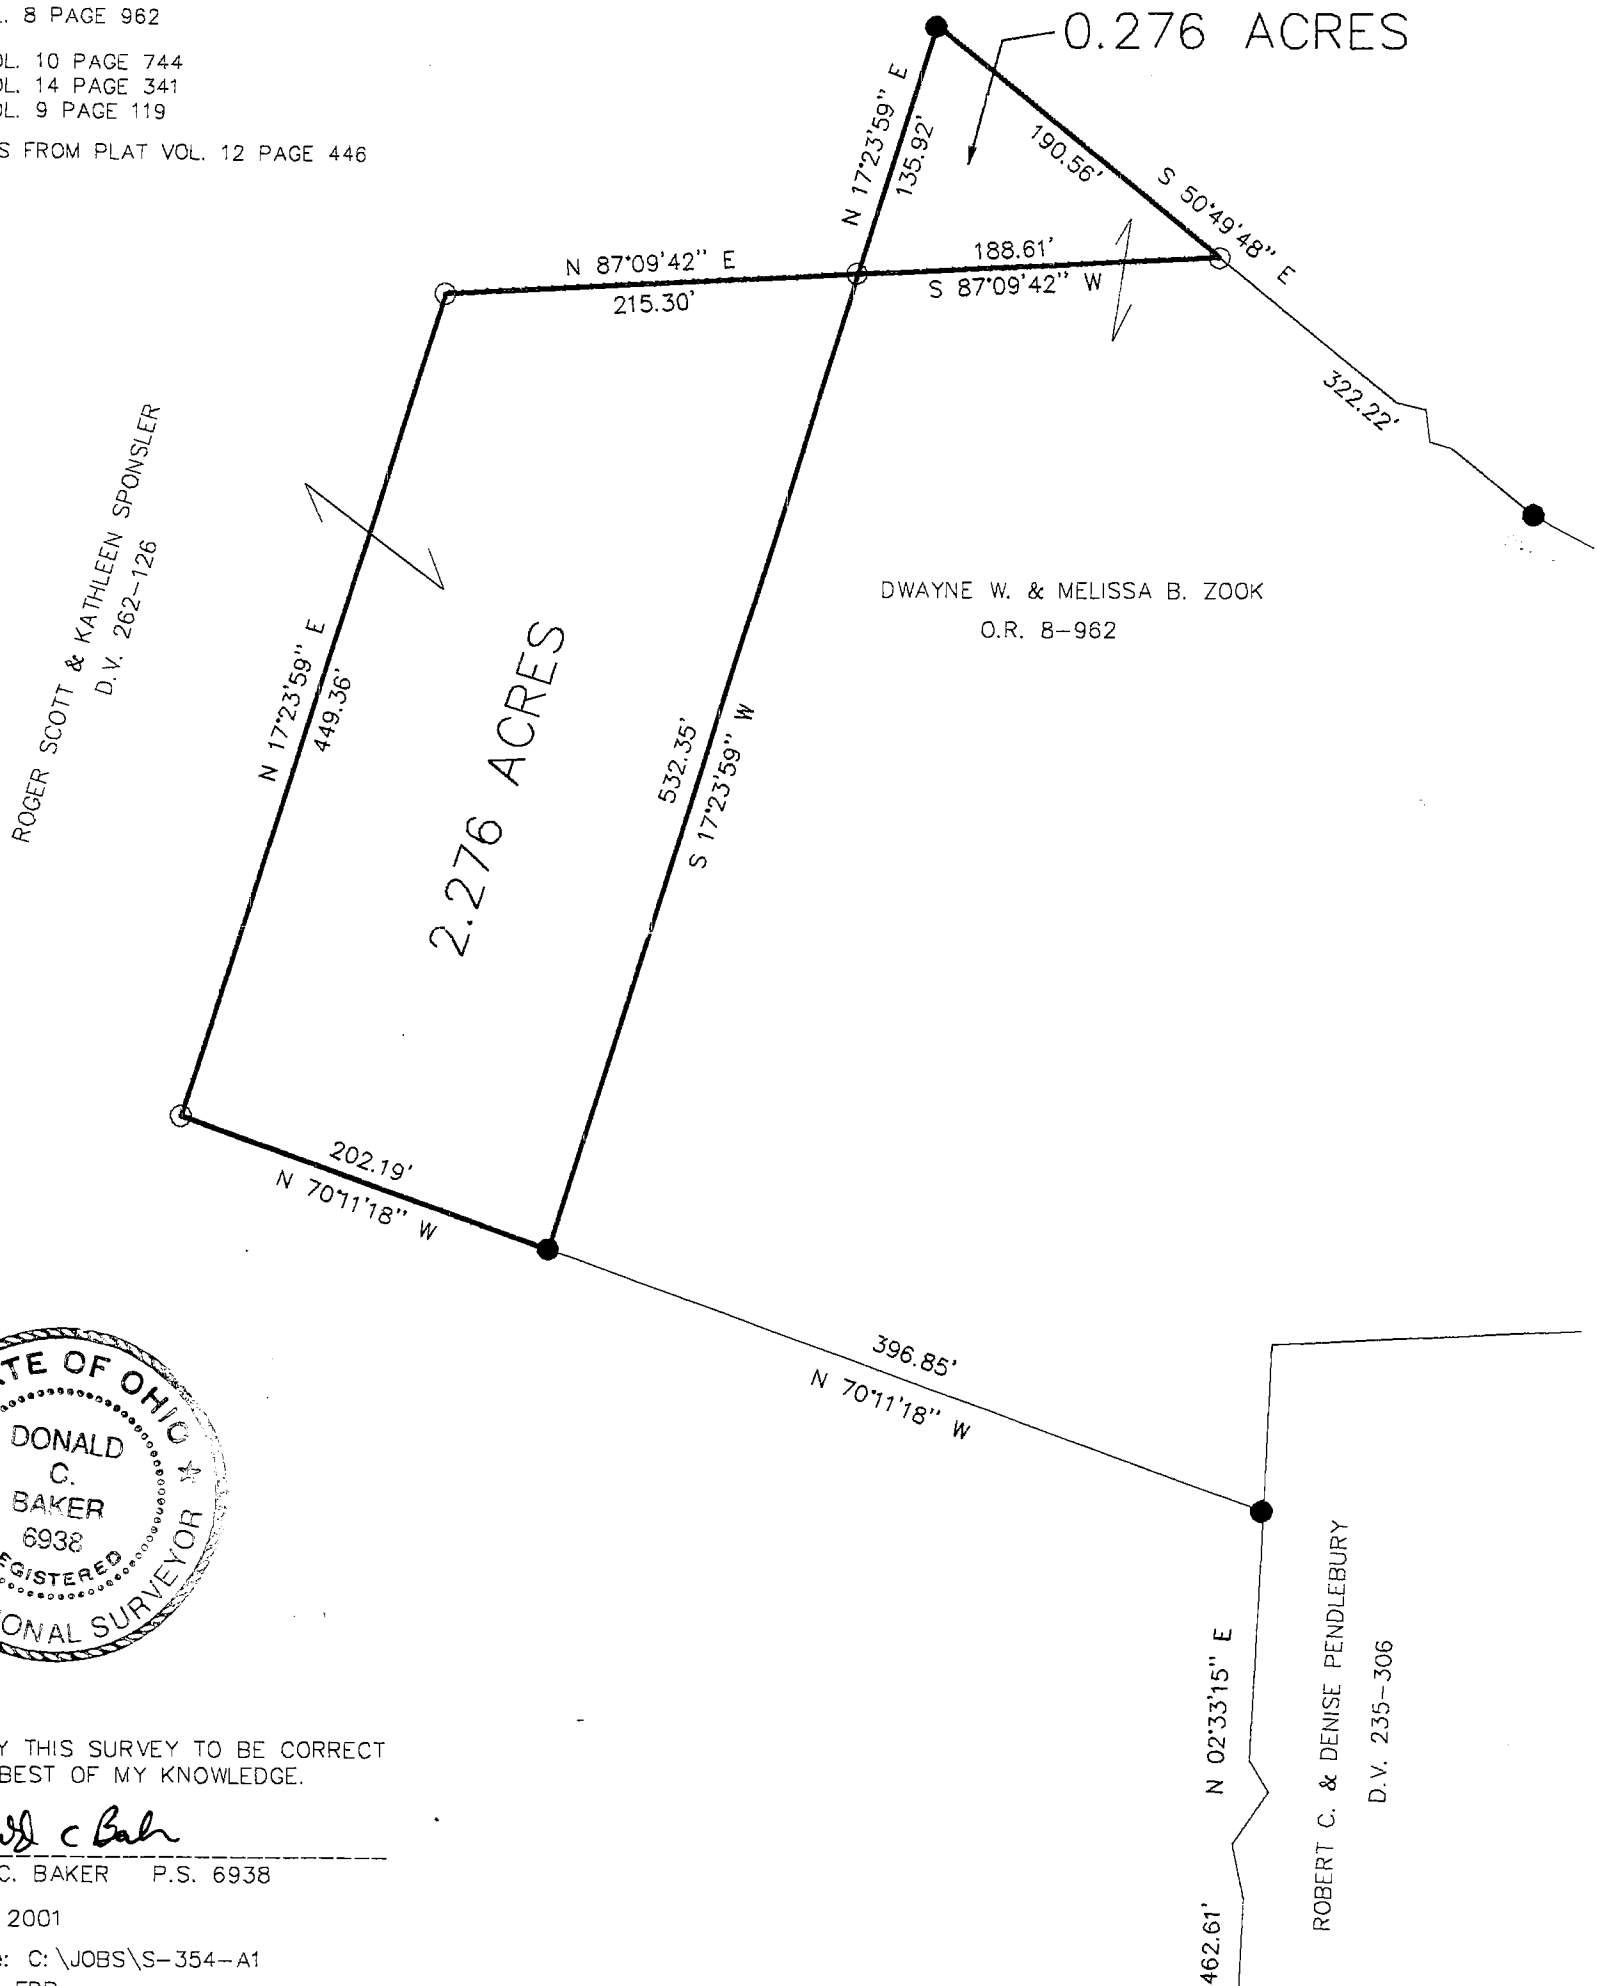 . 8 PAGE 962
OL. 10 PAGE 744
OL. 14 PAGE 341
OL. 9 PAGE 119
S FROM PLAT VOL. 12 PAGE 446
0.276 ACRES
N 17°23'59" E
135.92'
190.56'
S 50°49'48" E
N 87°09'42" E
215.30'
188.61'
S 87°09'42" W
322.22'
ROGER SCOTT & KATHLEEN SPONSLER
D.V. 262-126
DWAYNE W. & MELISSA B. ZOOK
O.R. 8-962
N 17°23'59" E
449.36'
2.276 ACRES
532.35'
S 17°23'59" W
202.19'
N 70°11'18" W
396.85'
N 70°11'18" W
TE OF OHIO
DONALD
C.
BAKER
6938
EGISTERED
ONAL SURVEYOR
N 02°33'15" E
462.61'
ROBERT C. & DENISE PENDLEBURY
D.V. 235-306
Y THIS SURVEY TO BE CORRECT
BEST OF MY KNOWLEDGE.
C Bak
C. BAKER P.S. 6938
2001
e: C:\JOBS\S-354-A1